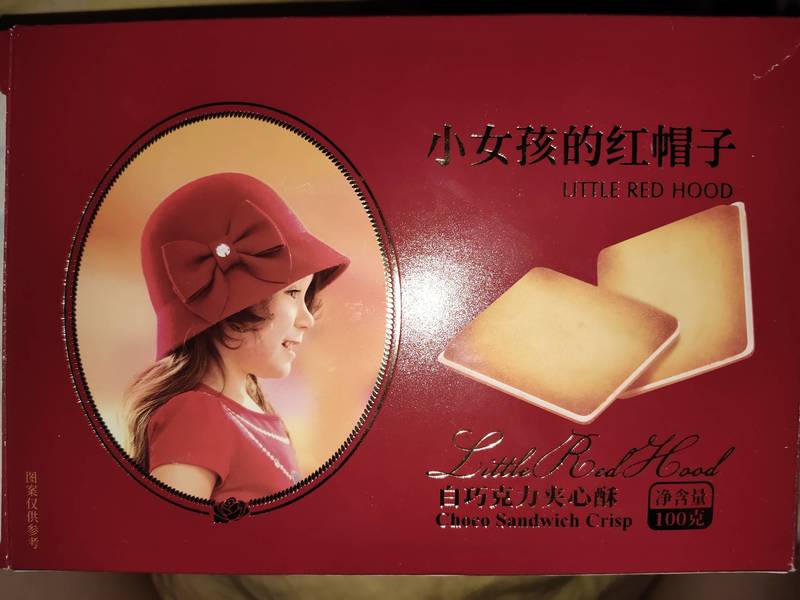 小女孩的红帽子
LITTLE RED HOOD
Little Red Hood
白巧克力夹心酥
Choco Sandwich Crisp
净含量
100克
图案仅供参考